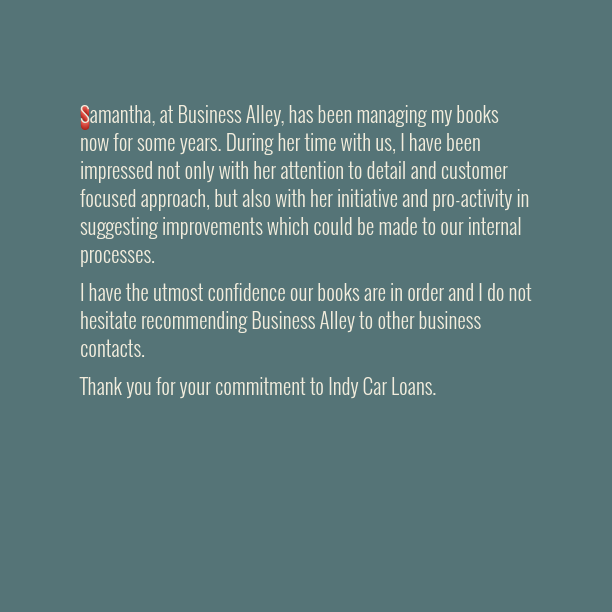 Samantha, at Business Alley, has been managing my books
now for some years. During her time with us, I have been
impressed not only with her attention to detail and customer
focused approach, but also with her initiative and pro-activity in
suggesting improvements which could be made to our internal
processes.
I have the utmost confidence our books are in order and I do not
hesitate recommending Business Alley to other business
contacts.
Thank you for your commitment to Indy Car Loans.